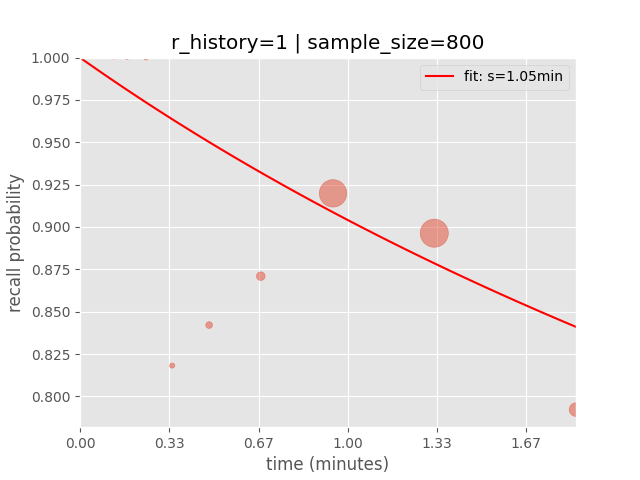 r_history=1 | sample_size=800
fit: s=1.05min
recall probability
1.000
0.975
0.950
0.925
0.900
0.875
0.850
0.825
0.800
0.00 0.33 0.67 1.00 1.33 1.67
time (minutes)